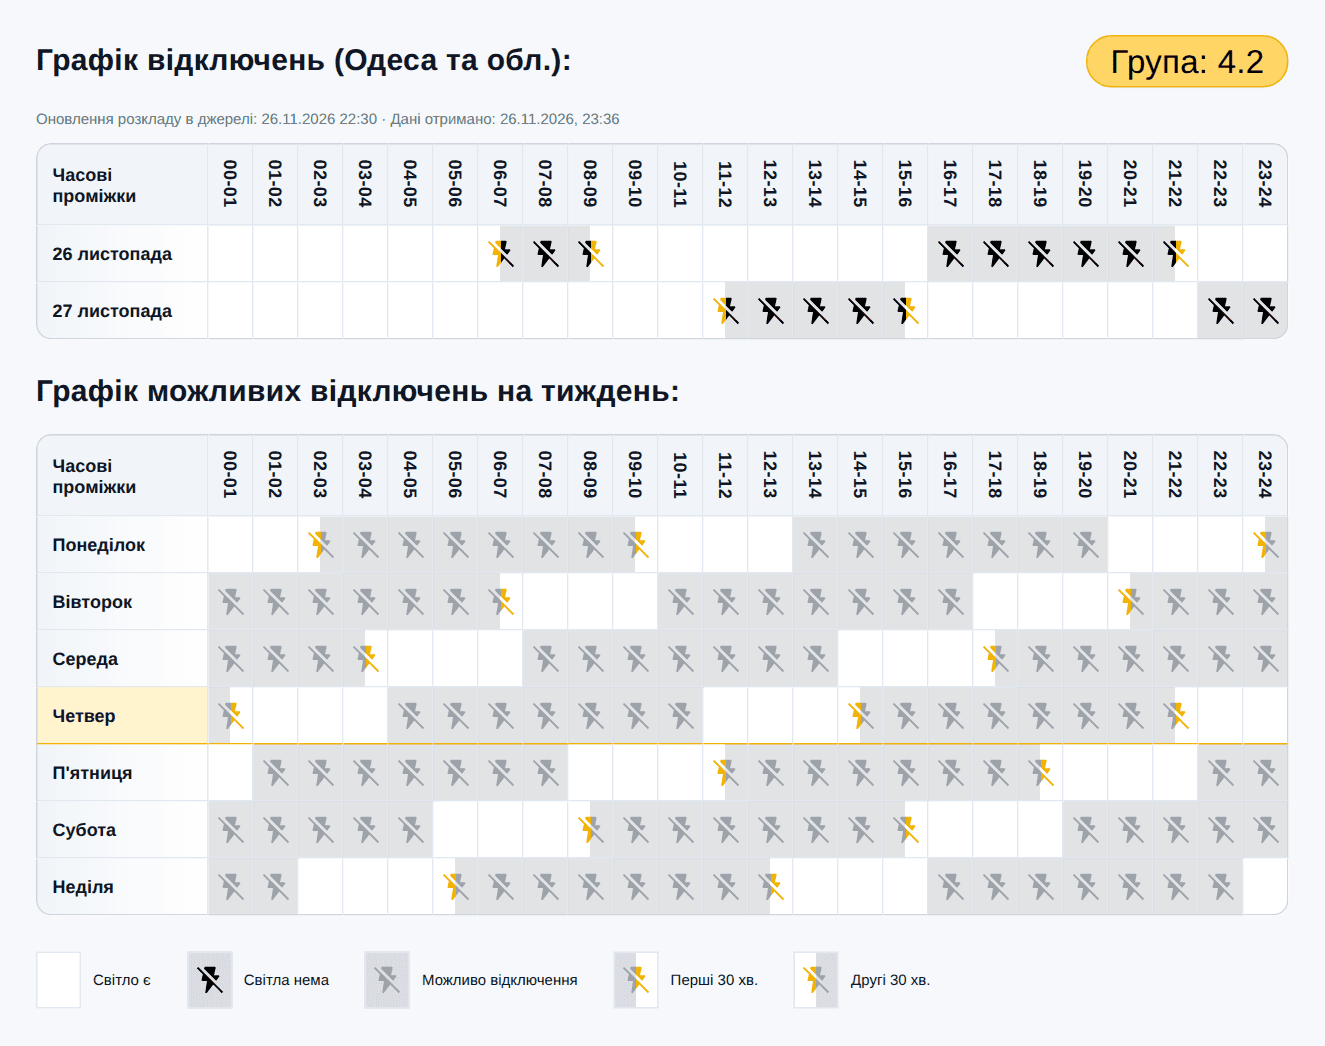 Графік відключень (Одеса та обл.):
Група: 4.2
Оновлення розкладу в джерелі: 26.11.2026 22:30 · Дані отримано: 26.11.2026, 23:36
Часові
проміжки
00-01 01-02 02-03 03-04 04-05 05-06 06-07 07-08 08-09 09-10 10-11 11-12 12-13 13-14 14-15 15-16 16-17 17-18 18-19 19-20 20-21 21-22 22-23 23-24
26 листопада
27 листопада
Графік можливих відключень на тиждень:
Часові
проміжки
00-01 01-02 02-03 03-04 04-05 05-06 06-07 07-08 08-09 09-10 10-11 11-12 12-13 13-14 14-15 15-16 16-17 17-18 18-19 19-20 20-21 21-22 22-23 23-24
Понеділок
Вівторок
Середа
Четвер
П'ятниця
Субота
Неділя
Світло є
Світла нема
Можливо відключення
Перші 30 хв.
Другі 30 хв.